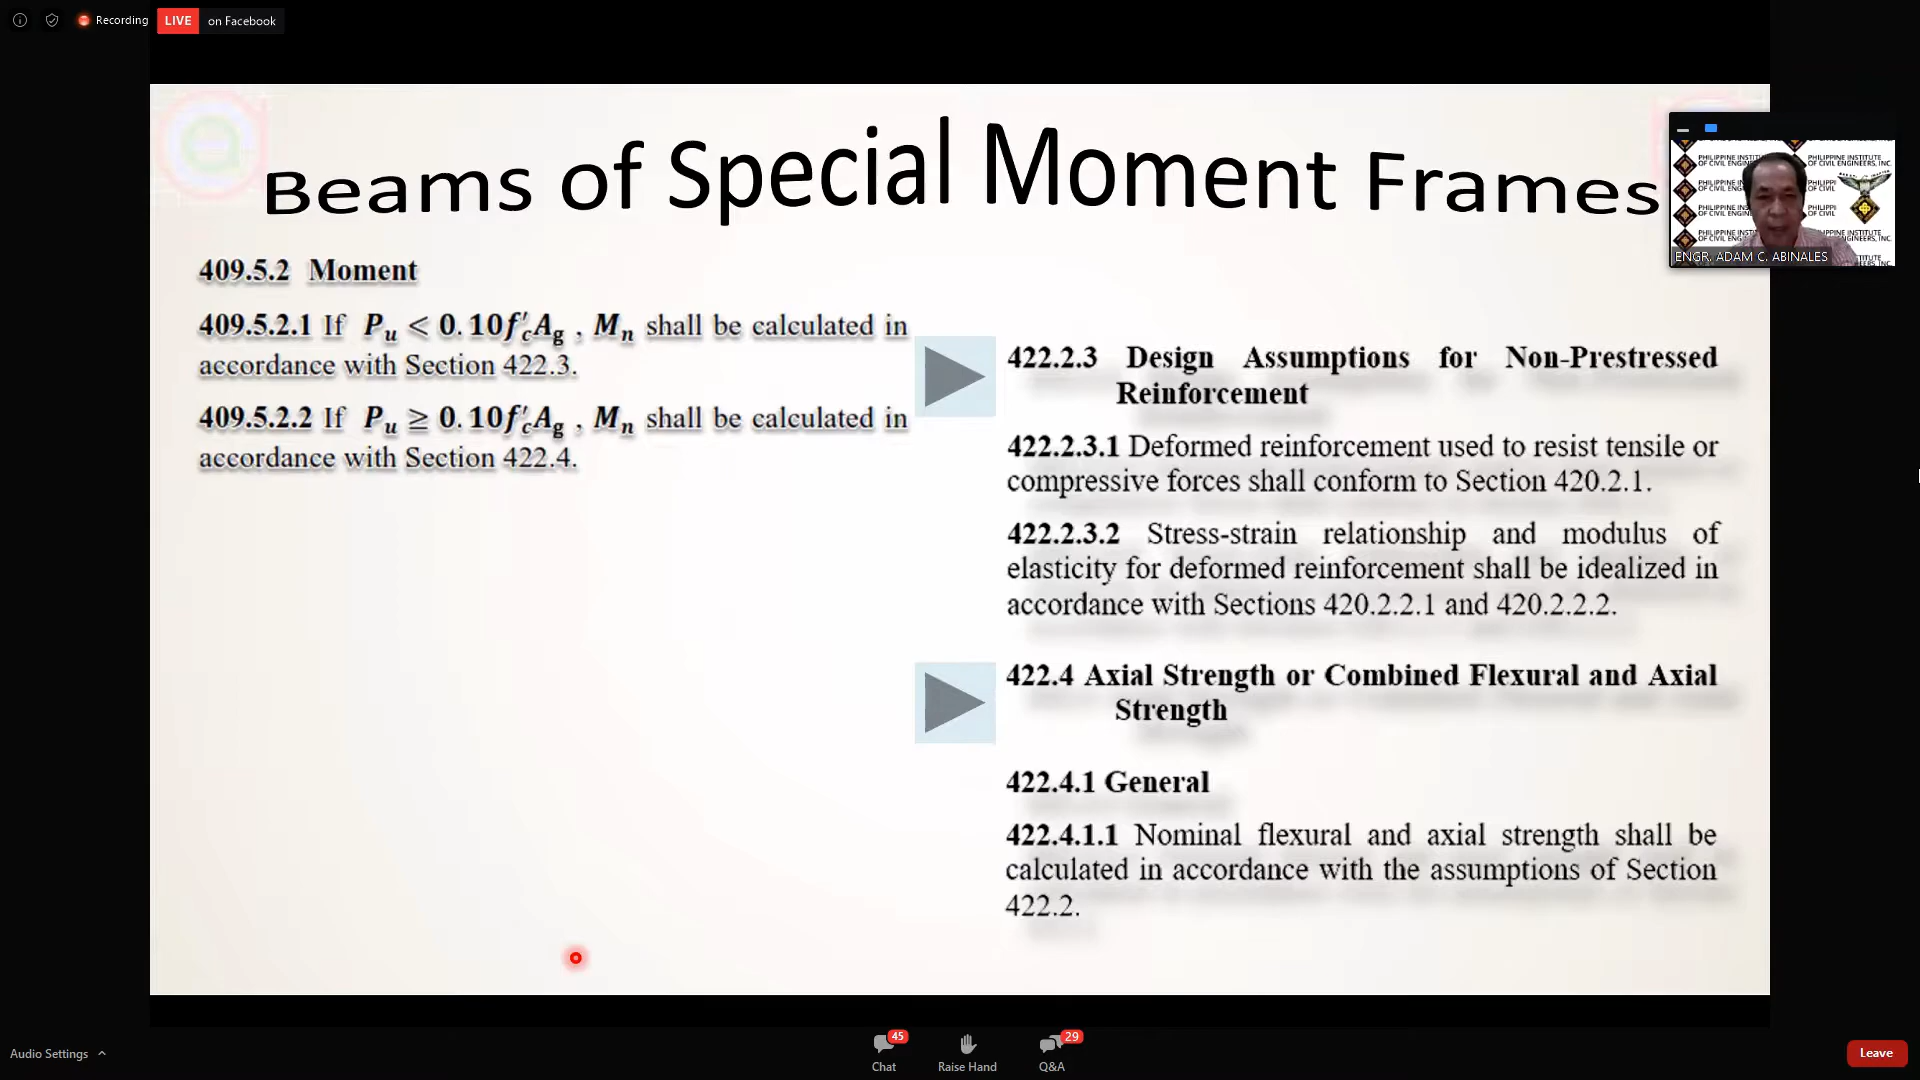 Recording
LIVE on Facebook
Beams of Special Moment Frames
PHILIPPINE INSTITUTE
OF CIVIL ENGINEERS, INC.
ENGR. ADAM C. ABINALES
409.5.2 Moment
409.5.2.1 If Pu < 0.10f'cAg , Mn shall be calculated in
accordance with Section 422.3.
409.5.2.2 If Pu ≥ 0.10f'cAg , Mn shall be calculated in
accordance with Section 422.4.
422.2.3 Design Assumptions for Non-Prestressed
Reinforcement
422.2.3.1 Deformed reinforcement used to resist tensile or
compressive forces shall conform to Section 420.2.1.
422.2.3.2 Stress-strain relationship and modulus of
elasticity for deformed reinforcement shall be idealized in
accordance with Sections 420.2.2.1 and 420.2.2.2.
422.4 Axial Strength or Combined Flexural and Axial
Strength
422.4.1 General
422.4.1.1 Nominal flexural and axial strength shall be
calculated in accordance with the assumptions of Section
422.2.
Audio Settings
45
Chat
Raise Hand
29
Q&A
Leave